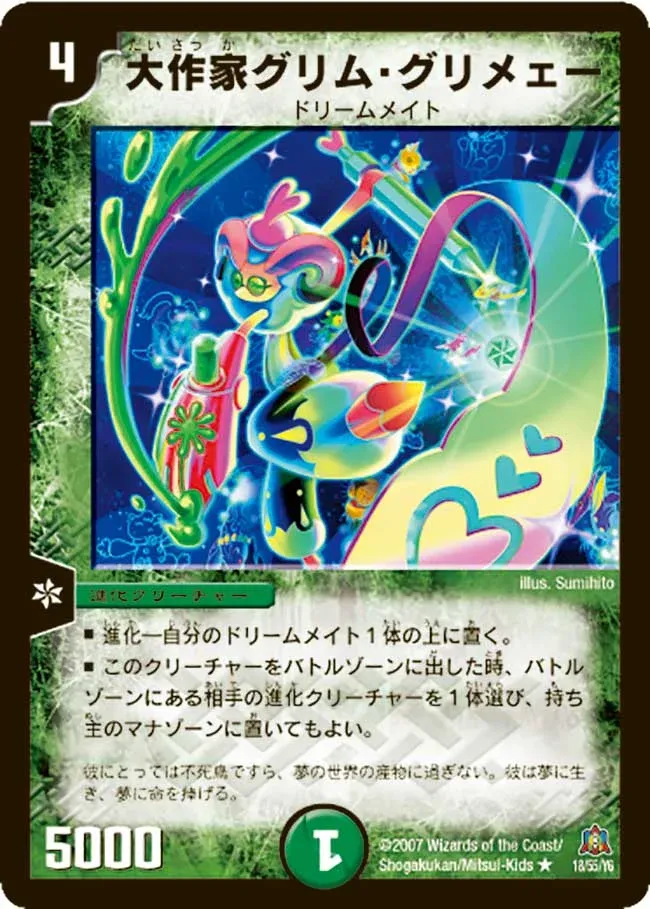 4
たい さっ か
大作家グリム・グリメェー
ドリームメイト
illus. Sumihito
進化クリーチャー
■ 進化―自分のドリームメイト1体の上に置く。
■ このクリーチャーをバトルゾーンに出した時、バトル
ゾーンにある相手の進化クリーチャーを1体選び、持ち
主のマナゾーンに置いてもよい。
彼にとっては不死鳥ですら、夢の世界の産物に過ぎない。彼は夢に生
き、夢に命を捧げる。
5000
1
©2007 Wizards of the Coast/
Shogakukan/Mitsui-Kids ★
18/55/Y6